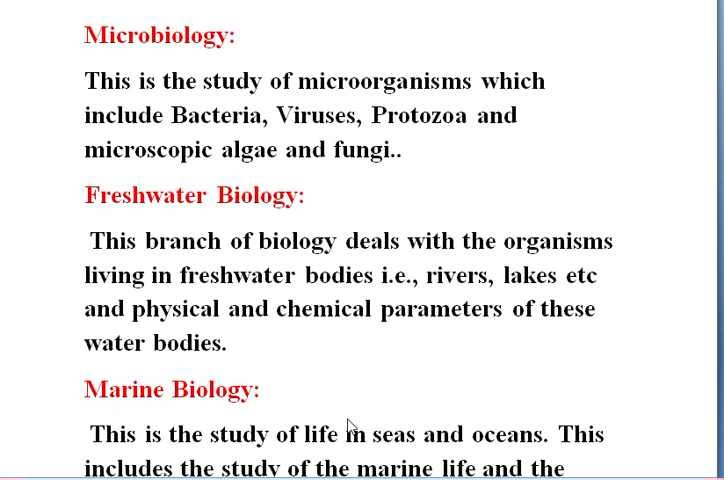 Microbiology:
This is the study of microorganisms which
include Bacteria, Viruses, Protozoa and
microscopic algae and fungi..
Freshwater Biology:
This branch of biology deals with the organisms
living in freshwater bodies i.e., rivers, lakes etc
and physical and chemical parameters of these
water bodies.
Marine Biology:
This is the study of life in seas and oceans. This
includes the study of the marine life and the